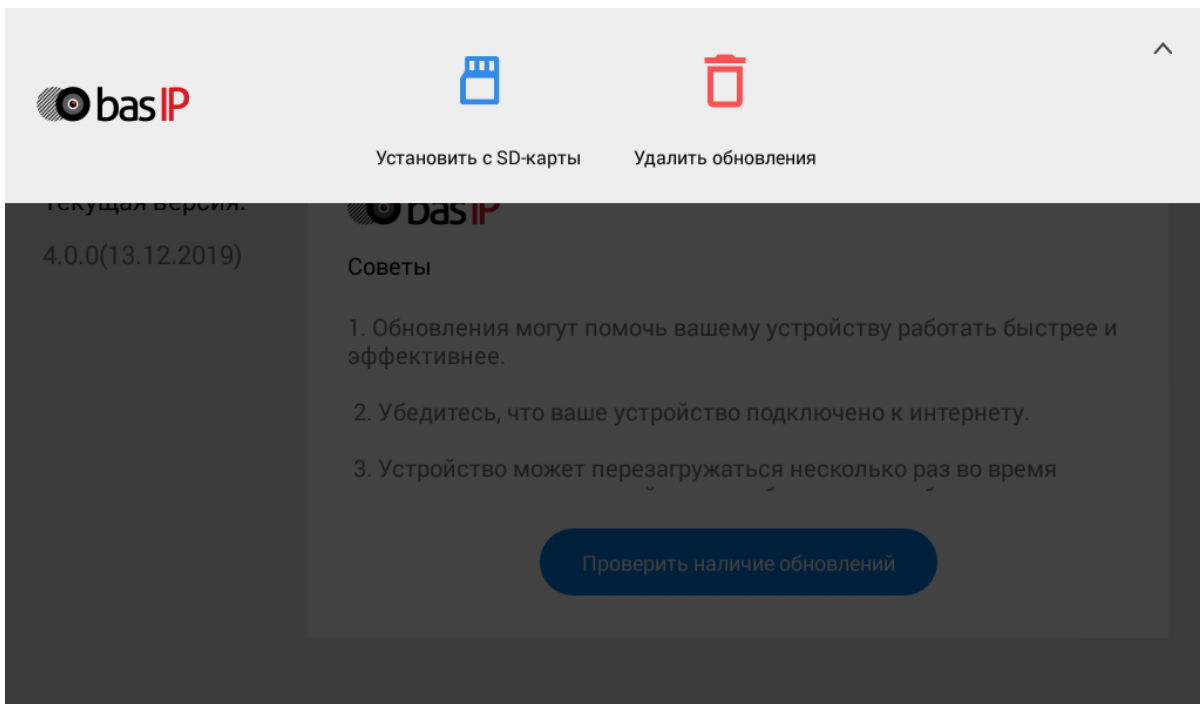 bas IP
Установить с SD-карты
Удалить обновления
Текущая версия:
bas IP
4.0.0(13.12.2019)
Советы
1. Обновления могут помочь вашему устройству работать быстрее и
эффективнее.
2. Убедитесь, что ваше устройство подключено к интернету.
3. Устройство может перезагружаться несколько раз во время
Проверить наличие обновлений